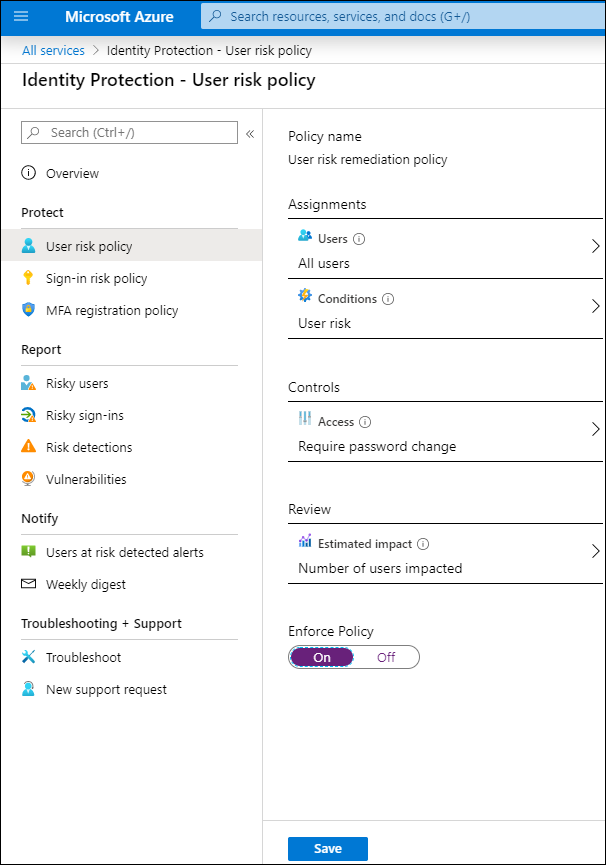 Microsoft Azure
Search resources, services, and docs (G+/)
All services > Identity Protection - User risk policy
Identity Protection - User risk policy
Search (Ctrl+/)
«
Overview
Protect
User risk policy
Sign-in risk policy
MFA registration policy
Report
Risky users
Risky sign-ins
Risk detections
Vulnerabilities
Notify
Users at risk detected alerts
Weekly digest
Troubleshooting + Support
Troubleshoot
New support request
Policy name
User risk remediation policy
Assignments
Users
All users
Conditions
User risk
Controls
Access
Require password change
Review
Estimated impact
Number of users impacted
Enforce Policy
On Off
Save